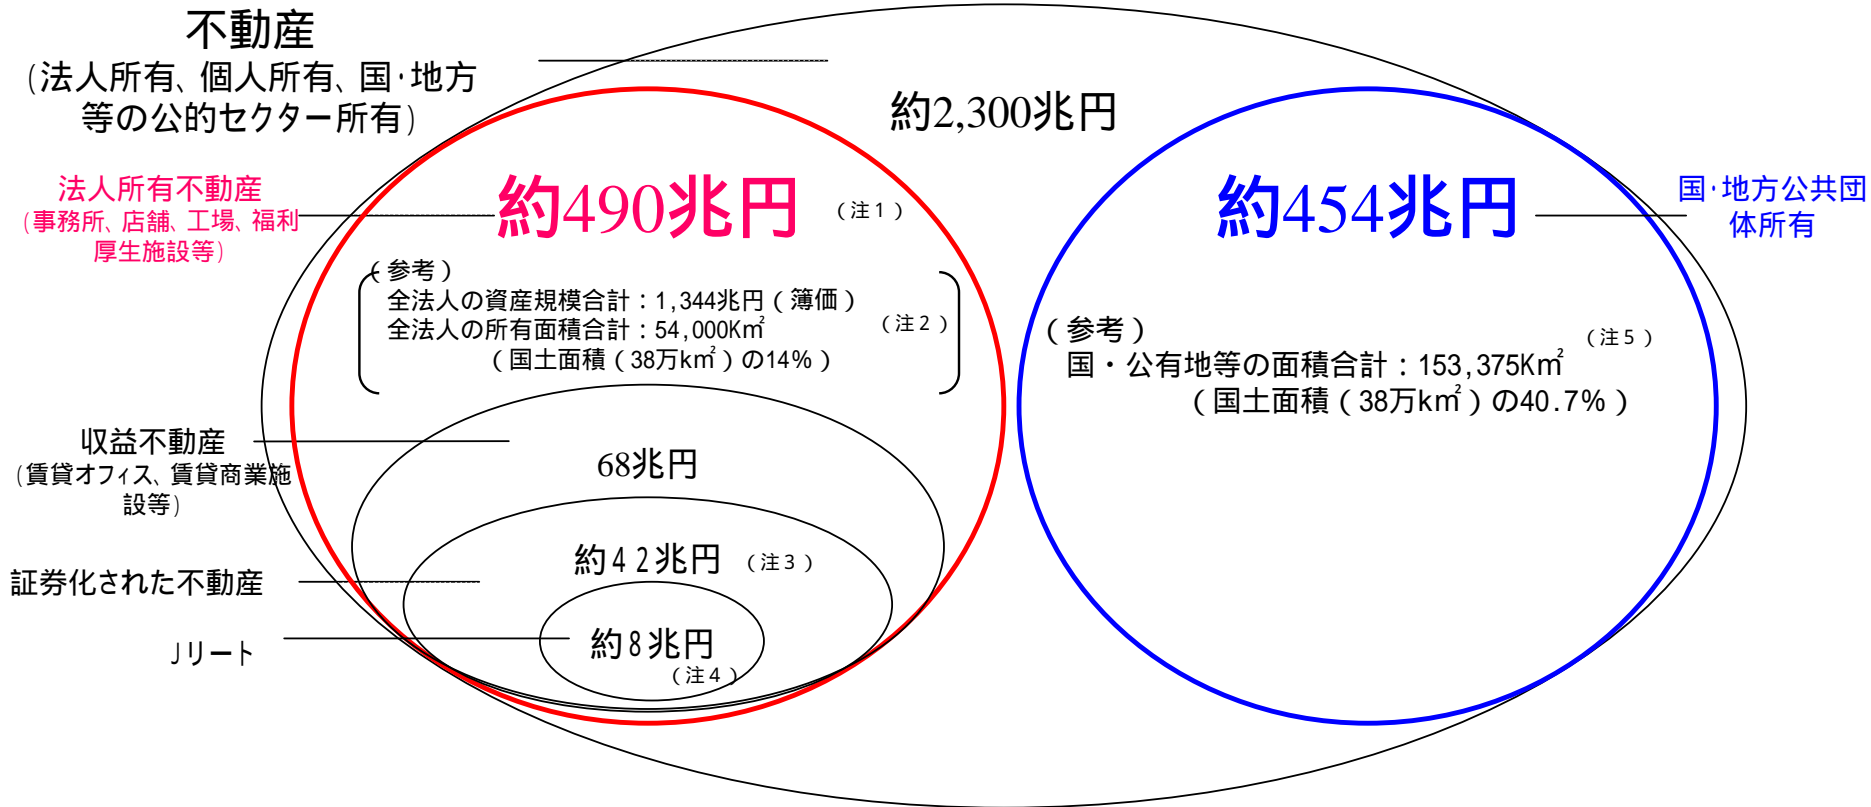 不動産
(法人所有、個人所有、国・地方
等の公的セクター所有)
約2,300兆円
法人所有不動産
(事務所、店舗、工場、福利
厚生施設等)
約490兆円 (注1)
約454兆円
国・地方公共団
体所有
(参考)
全法人の資産規模合計：1,344兆円(簿価)
全法人の所有面積合計：54,000Km² (注2)
(国土面積(38万km²)の14%)
(参考)
国・公有地等の面積合計：153,375Km² (注5)
(国土面積(38万km²)の40.7%)
収益不動産
(賃貸オフィス、賃貸商業施
設等)
68兆円
証券化された不動産
約42兆円 (注3)
Jリート
約8兆円
(注4)